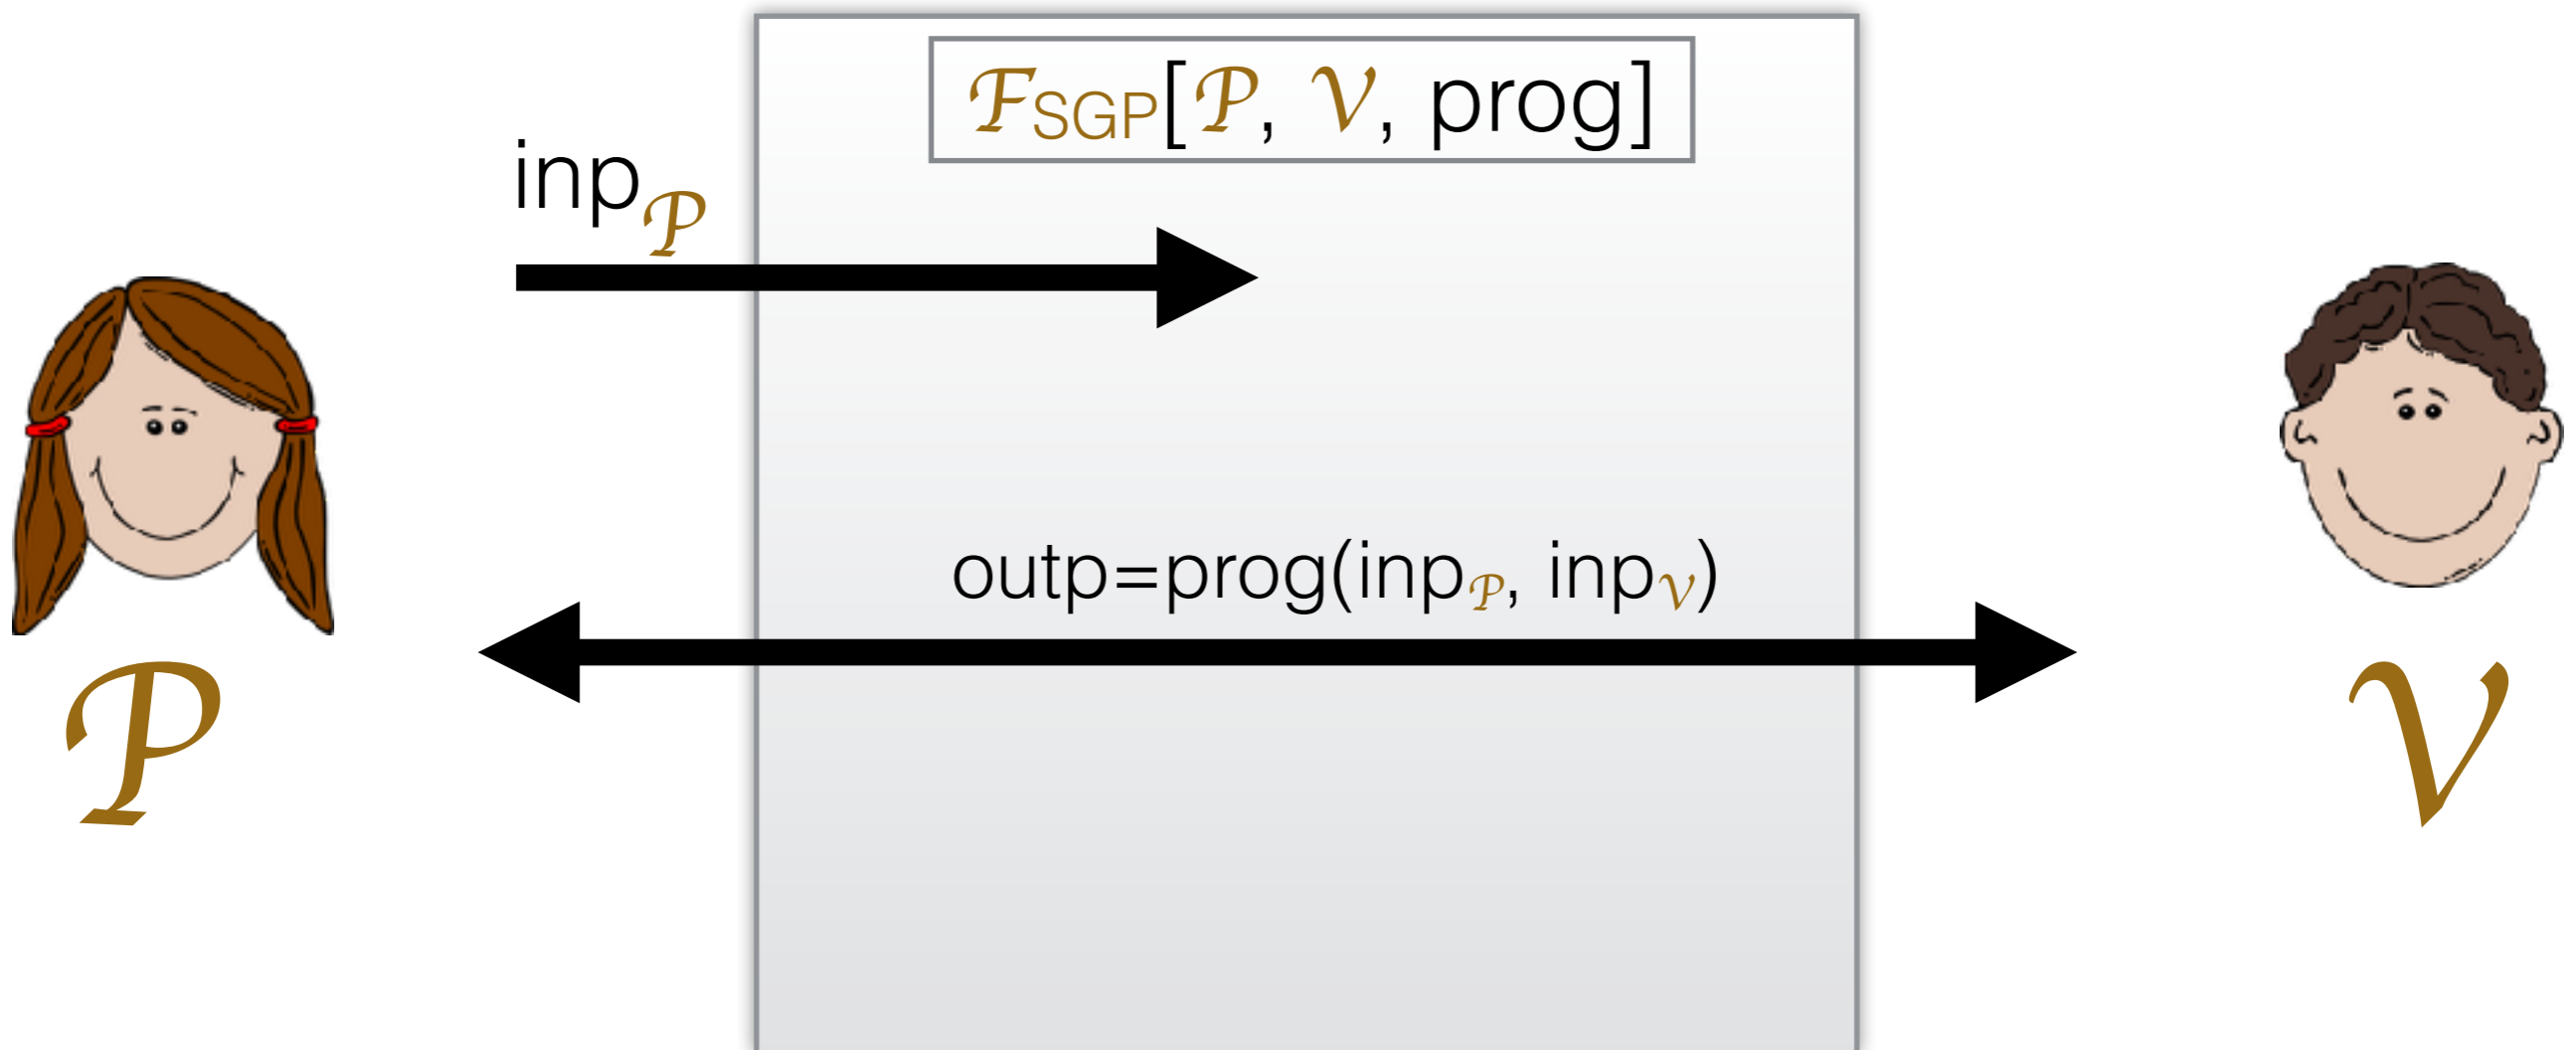 𝓕SGP[𝒫, 𝒱, prog]
inp𝒫
outp=prog(inp𝒫, inp𝒱)
𝒫
𝒱